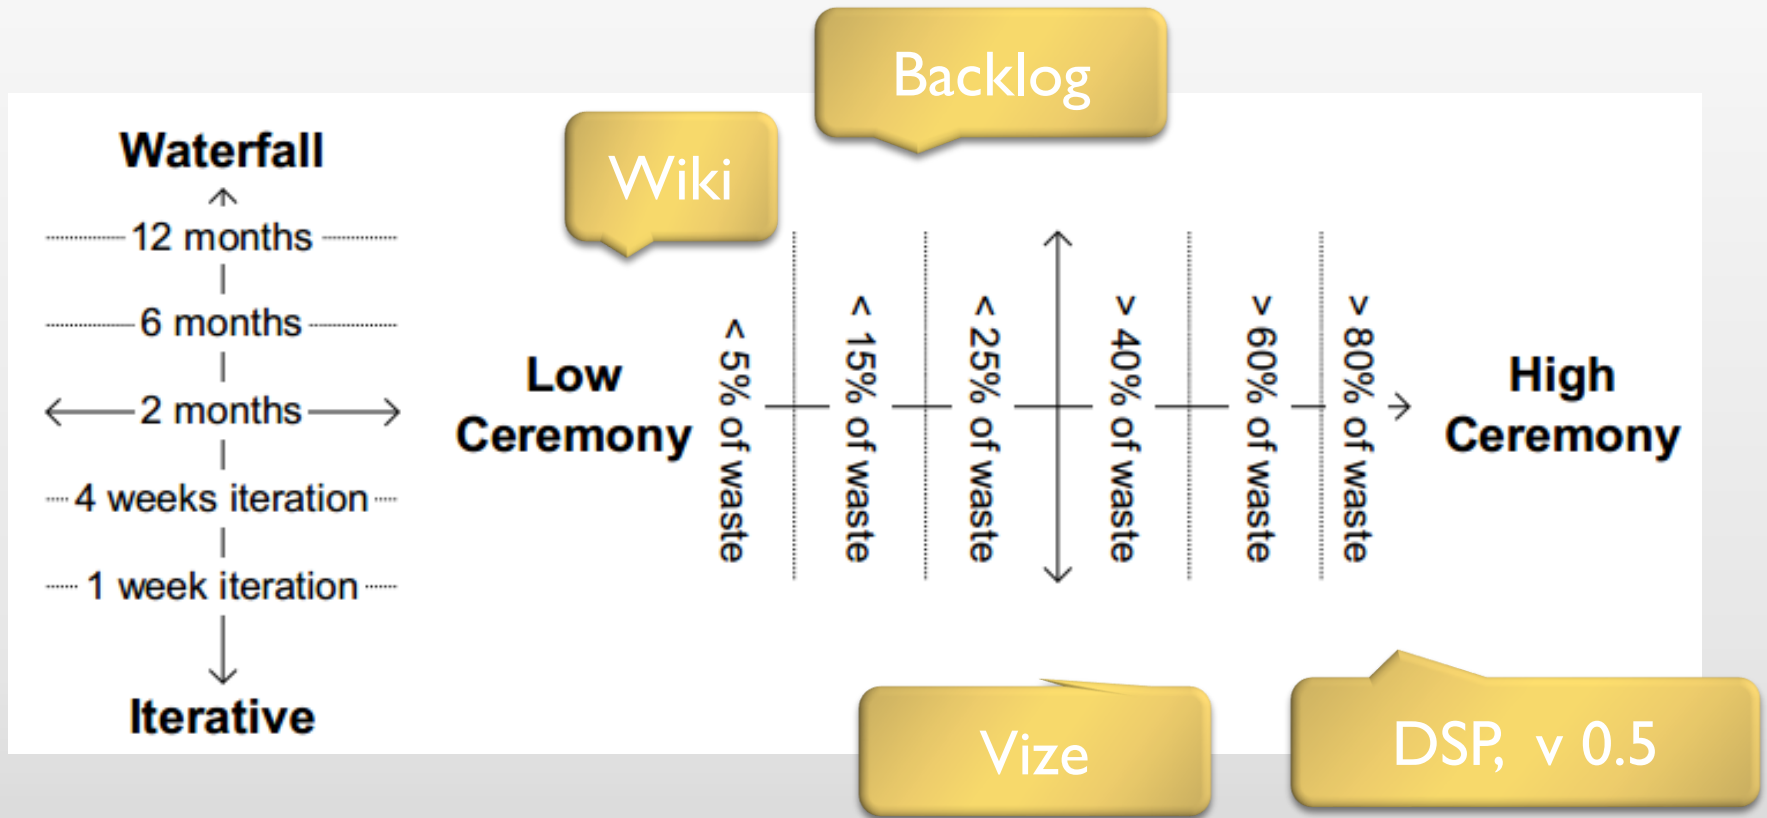 Backlog
Wiki
Waterfall
12 months
6 months
2 months
4 weeks iteration
1 week iteration
Iterative
Low
Ceremony
< 5% of waste
< 15% of waste
< 25% of waste
> 40% of waste
> 60% of waste
> 80% of waste
High
Ceremony
Vize
DSP, v 0.5